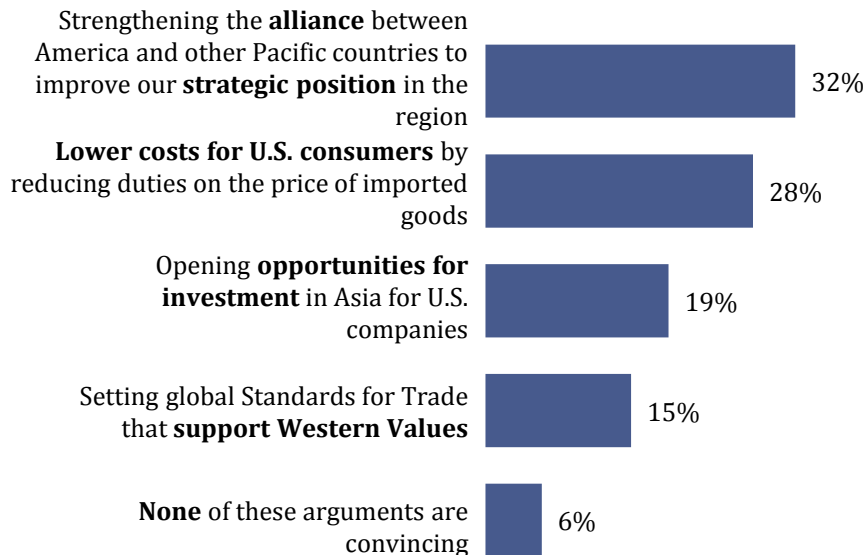 Strengthening the alliance between
America and other Pacific countries to
improve our strategic position in the
region
32%
Lower costs for U.S. consumers by
reducing duties on the price of imported
goods
28%
Opening opportunities for
investment in Asia for U.S.
companies
19%
Setting global Standards for Trade
that support Western Values
15%
None of these arguments are
convincing
6%